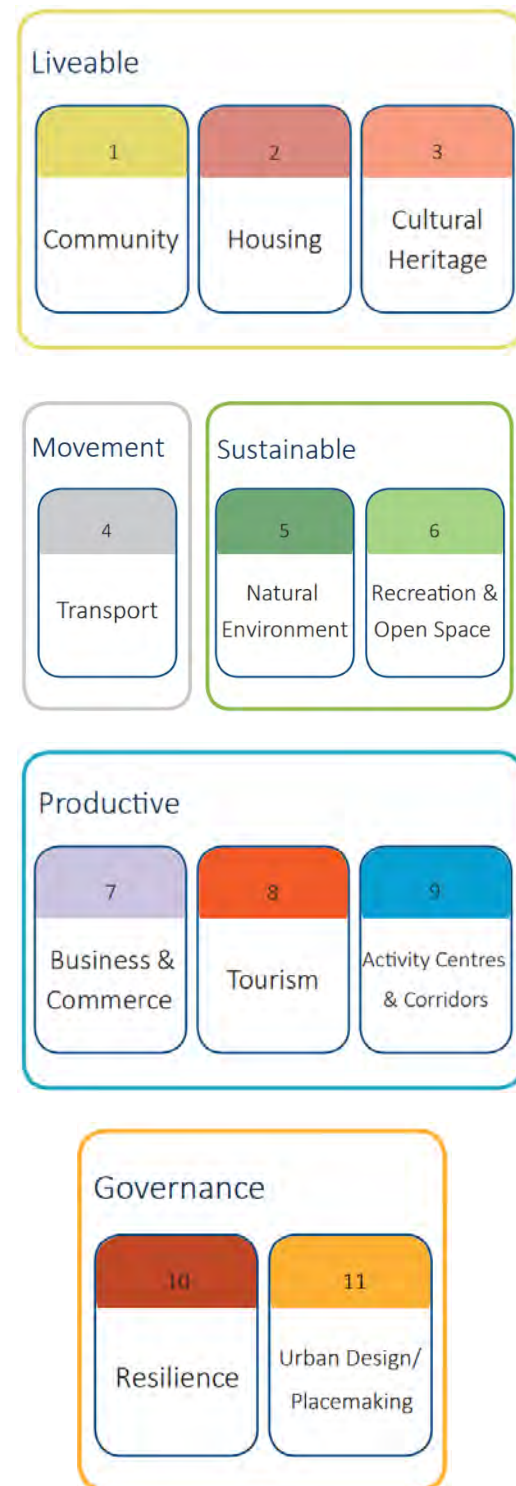 Liveable
1
2
3
Community
Housing
Cultural
Heritage
Movement
4
Transport
Sustainable
5
6
Natural
Environment
Recreation &
Open Space
Productive
7
8
9
Business &
Commerce
Tourism
Activity Centres
& Corridors
Governance
10
11
Resilience
Urban Design/
Placemaking